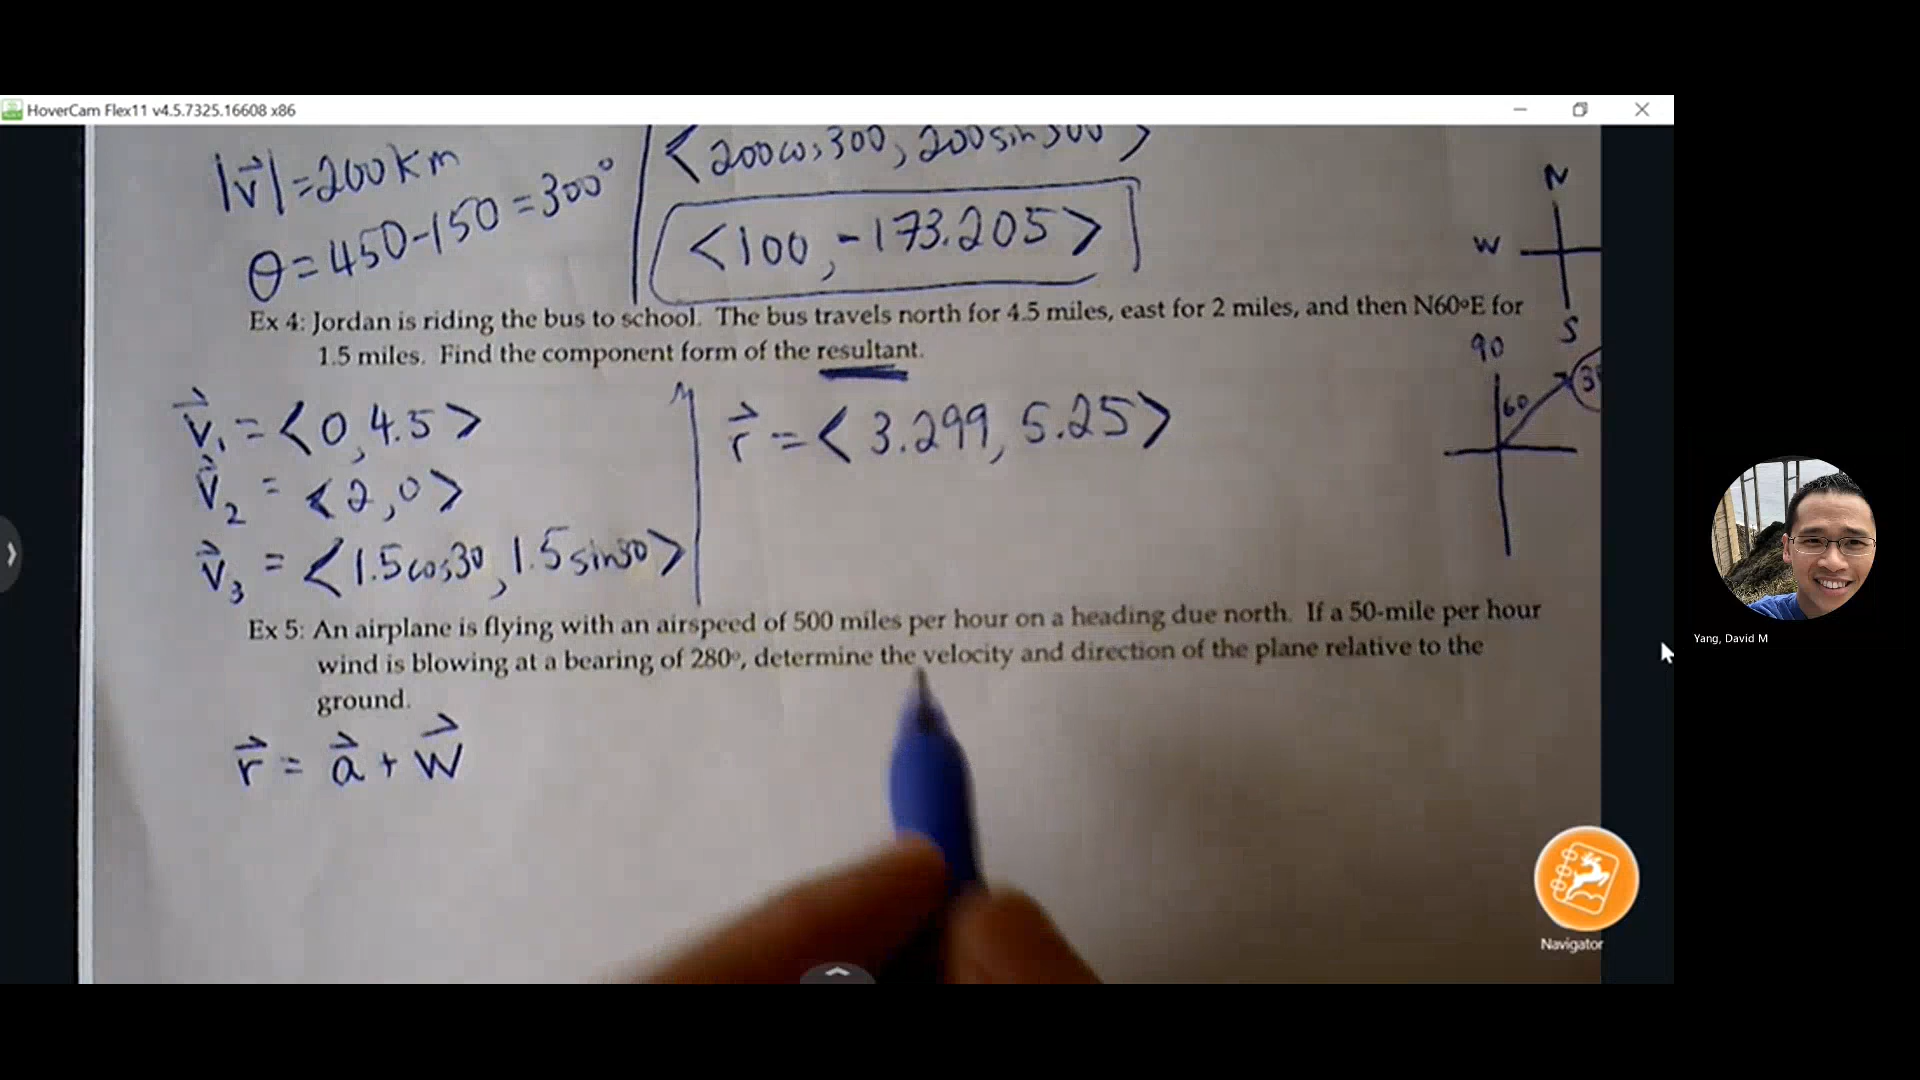 HoverCam Flex11 v4.5.7325.16608 x86
|v⃗| = 200 km
θ = 450 - 150 = 300°
<200cos300, 200sin300>
<100, -173.205>
N
W
S
Ex 4: Jordan is riding the bus to school. The bus travels north for 4.5 miles, east for 2 miles, and then N60°E for
1.5 miles. Find the component form of the resultant.
90
60
v⃗₁ = <0, 4.5>
v⃗₂ = <2, 0>
v⃗₃ = <1.5cos30, 1.5sin30>
r⃗ = <3.299, 5.25>
Ex 5: An airplane is flying with an airspeed of 500 miles per hour on a heading due north. If a 50-mile per hour
wind is blowing at a bearing of 280°, determine the velocity and direction of the plane relative to the
ground.
r⃗ = a⃗ + w⃗
Navigator
Yang, David M